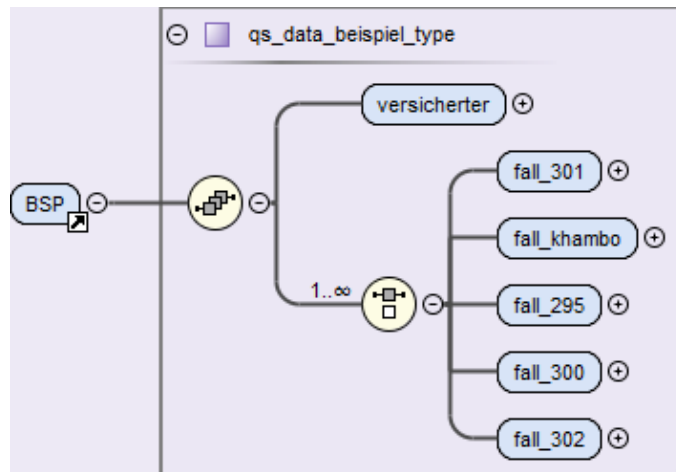 qs_data_beispiel_type
versicherter
fall_301
BSP
fall_khambo
1..∞
fall_295
fall_300
fall_302